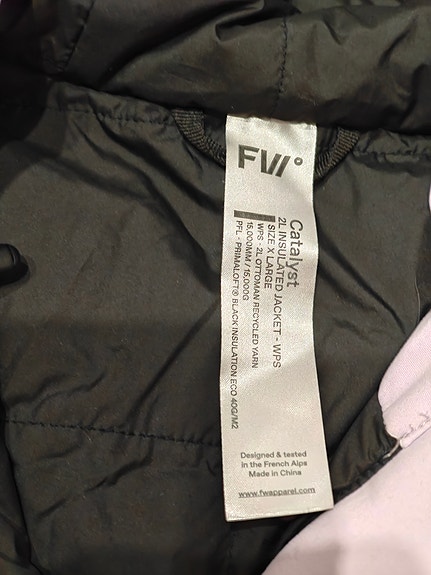 FW°
Catalyst
2L INSULATED JACKET - WPS
SIZE X LARGE
WPS - 2L OTTOMAN RECYCLED YARN
15,000MM / 15,000G
PFL - PRIMALOFT® BLACK INSULATION ECO 40G/M2
Designed & tested
in the French Alps
Made in China
www.fwapparel.com